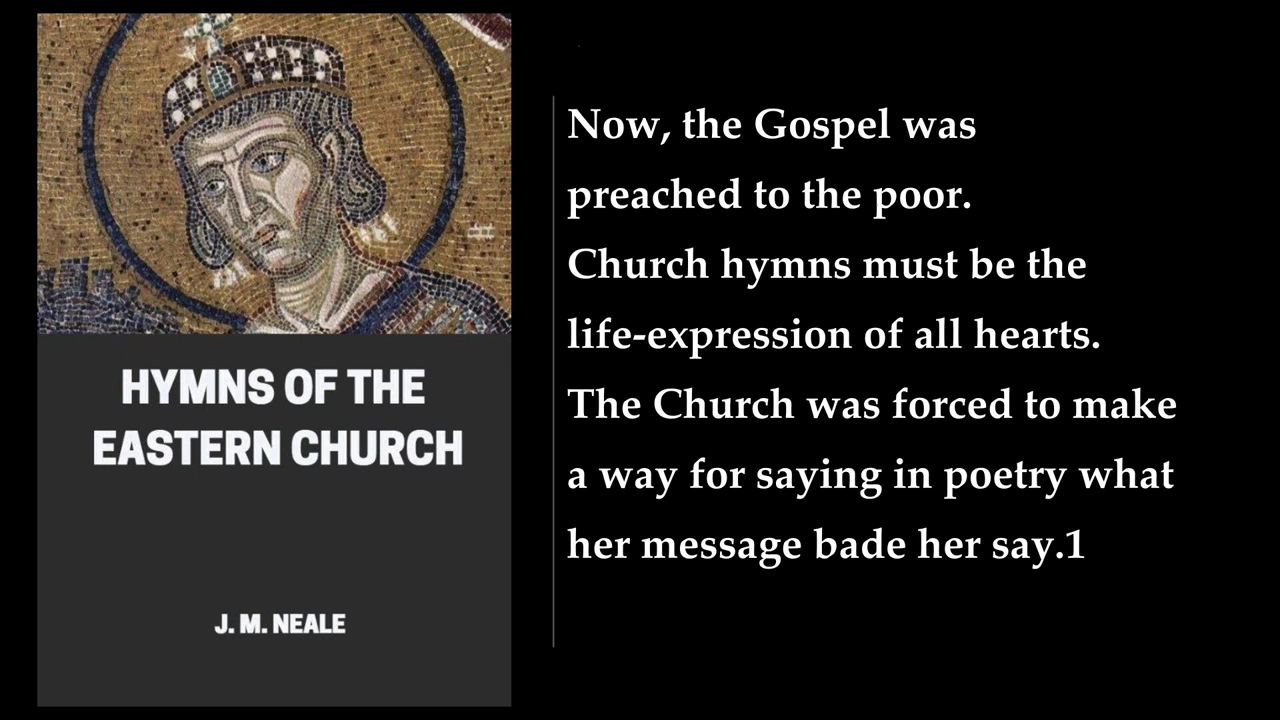 HYMNS OF THE
EASTERN CHURCH
J. M. NEALE
Now, the Gospel was
preached to the poor.
Church hymns must be the
life-expression of all hearts.
The Church was forced to make
a way for saying in poetry what
her message bade her say.1